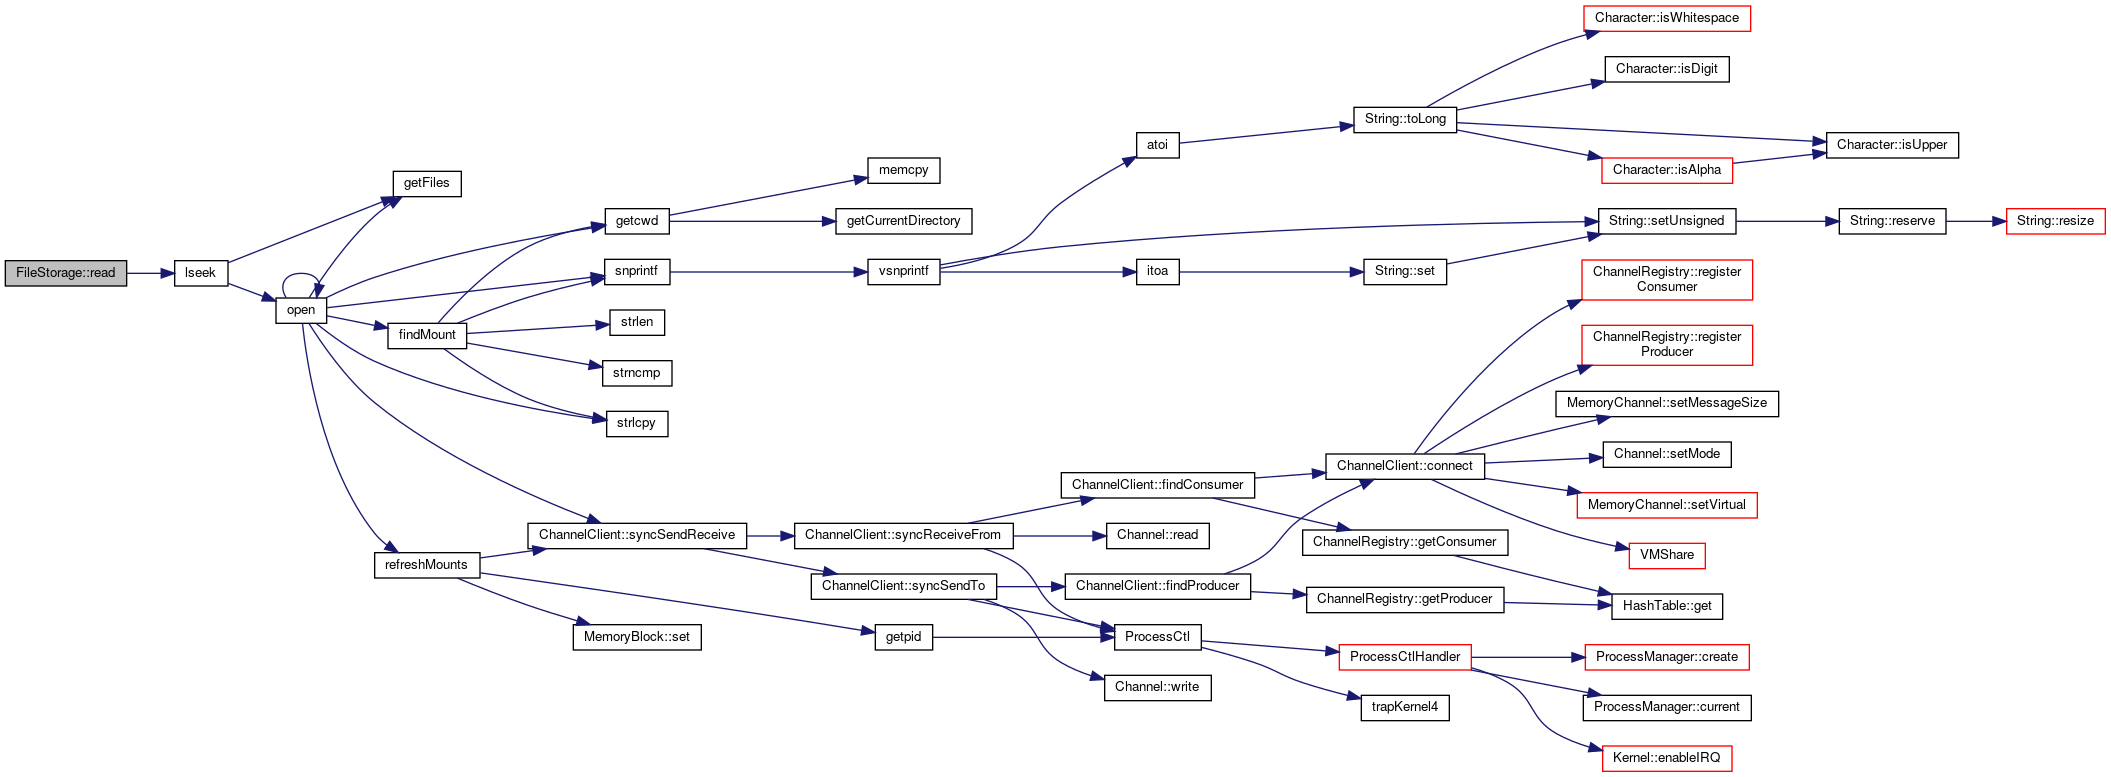 Character::isWhitespace
Character::isDigit
String::toLong
Character::isUpper
atoi
Character::isAlpha
memcpy
getFiles
getcwd
getCurrentDirectory
String::setUnsigned
String::reserve
String::resize
FileStorage::read
lseek
snprintf
vsnprintf
itoa
String::set
ChannelRegistry::register
Consumer
open
strlen
findMount
ChannelRegistry::register
Producer
strncmp
MemoryChannel::setMessageSize
strlcpy
Channel::setMode
ChannelClient::connect
ChannelClient::findConsumer
MemoryChannel::setVirtual
ChannelClient::syncSendReceive
ChannelClient::syncReceiveFrom
Channel::read
ChannelRegistry::getConsumer
VMShare
refreshMounts
ChannelClient::syncSendTo
ChannelClient::findProducer
ChannelRegistry::getProducer
HashTable::get
MemoryBlock::set
getpid
ProcessCtl
ProcessCtlHandler
ProcessManager::create
Channel::write
trapKernel4
ProcessManager::current
Kernel::enableIRQ